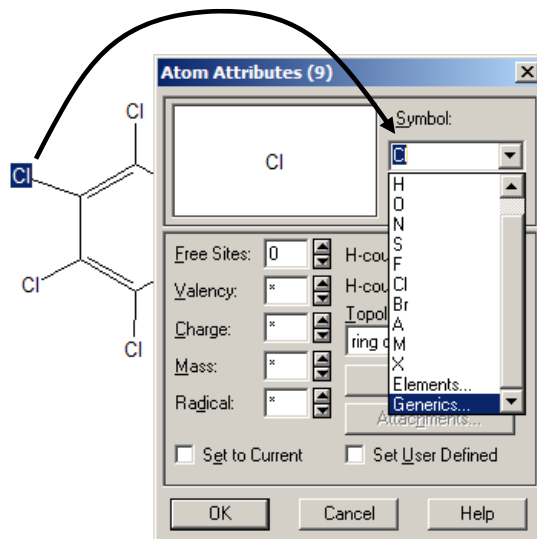 Atom Attributes (9)
Cl
Cl
Cl
Cl
Cl
Symbol:
Cl
H
O
N
S
F
Cl
Br
A
M
X
Elements...
Generics...
Free Sites: 0
H-cou
Valency: *
H-cou
Charge: *
Topol
ring o
Mass: *
Radical: *
Attachments...
Set to Current
Set User Defined
OK
Cancel
Help